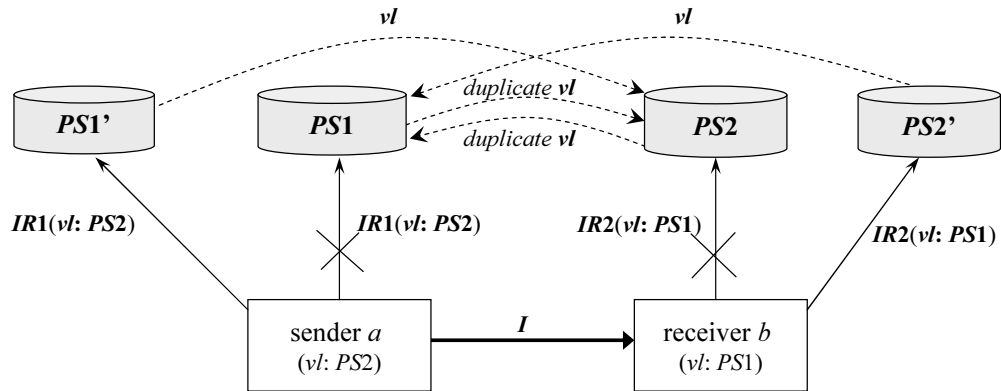 vl
vl
duplicate vl
PS1’
PS1
PS2
PS2’
duplicate vl
IR1(vl: PS2)
IR1(vl: PS2)
IR2(vl: PS1)
IR2(vl: PS1)
sender a
(vl: PS2)
I
receiver b
(vl: PS1)